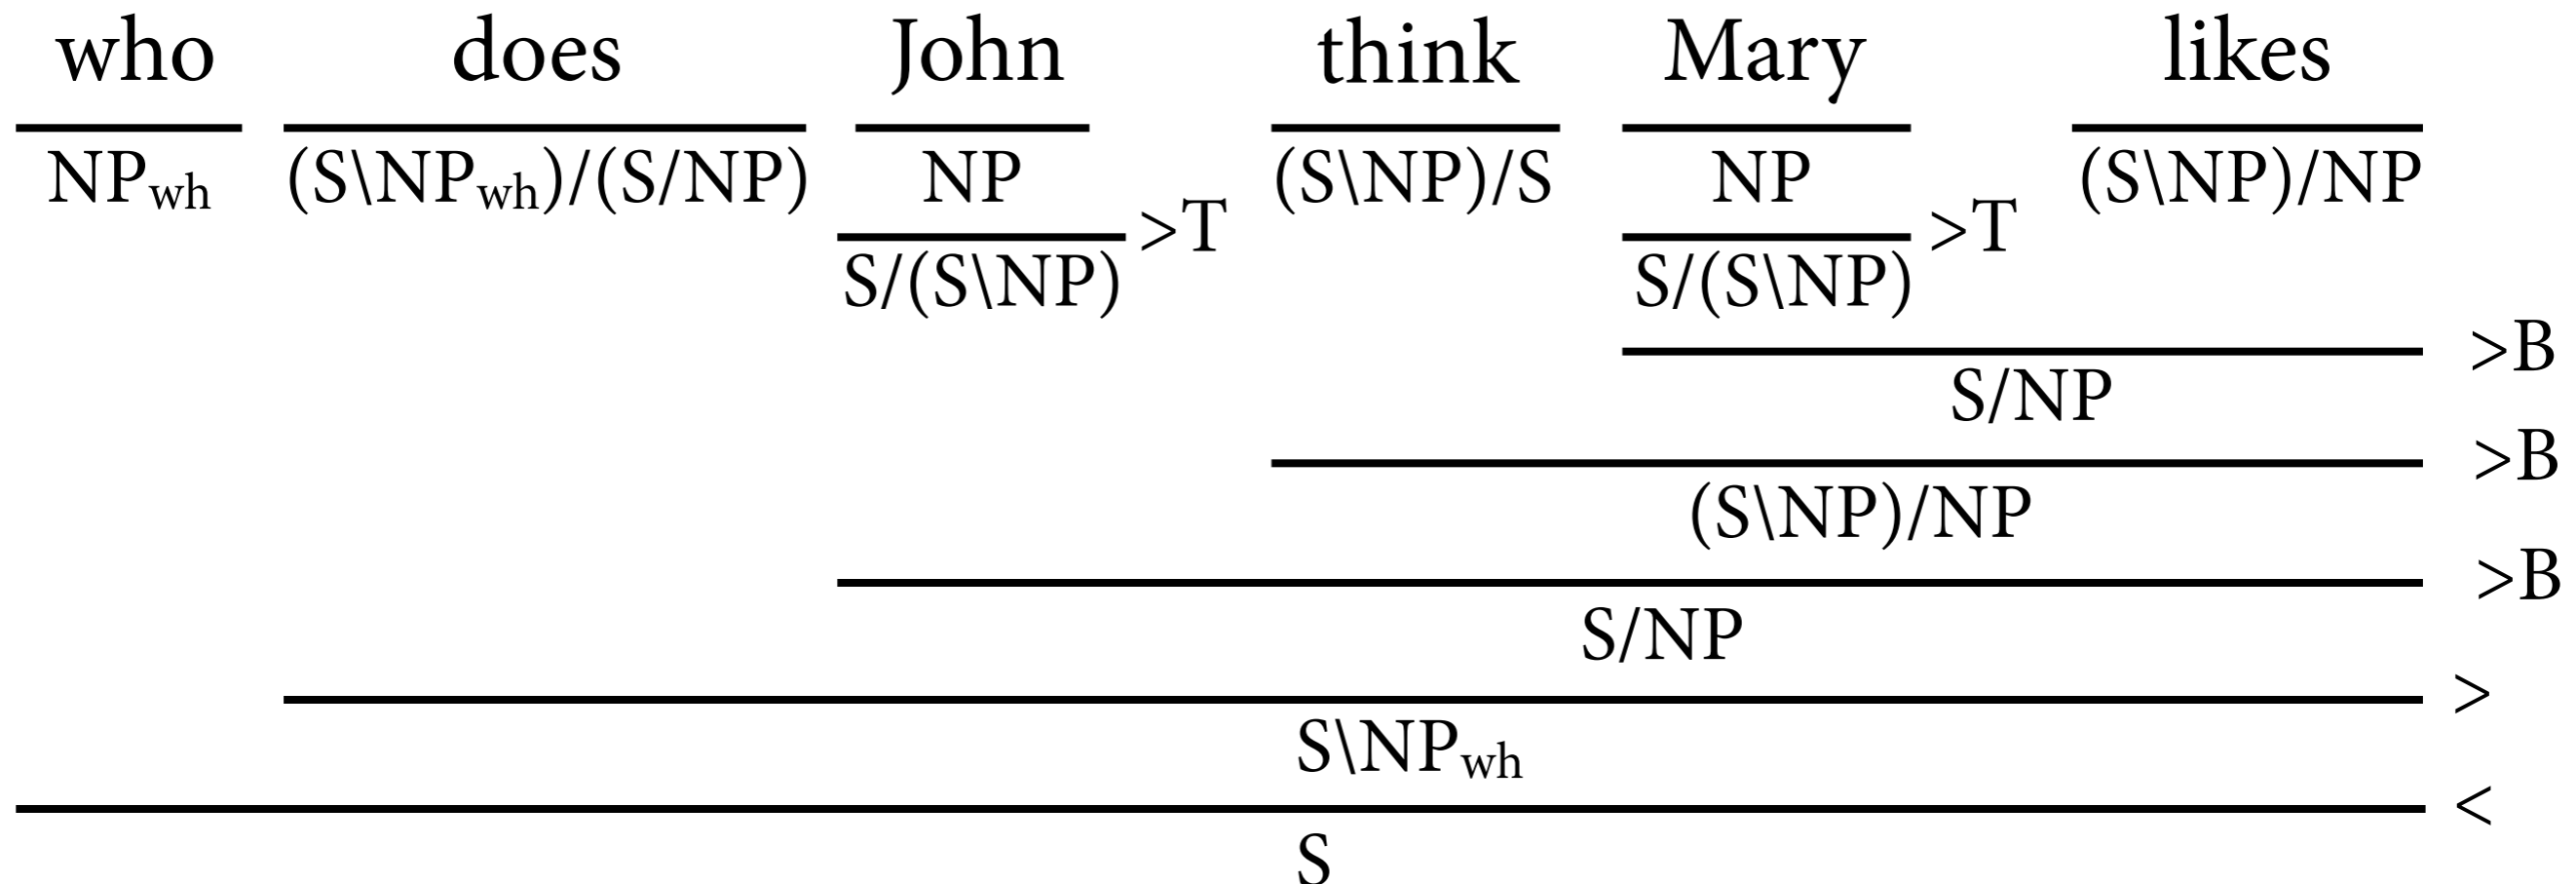 who does John think Mary likes
NPwh (S\NPwh)/(S/NP) NP (S\NP)/S NP (S\NP)/NP
>T >T
S/(S\NP) S/(S\NP)
>B
S/NP
>B
(S\NP)/NP
>B
S/NP
>
S\NPwh
<
S